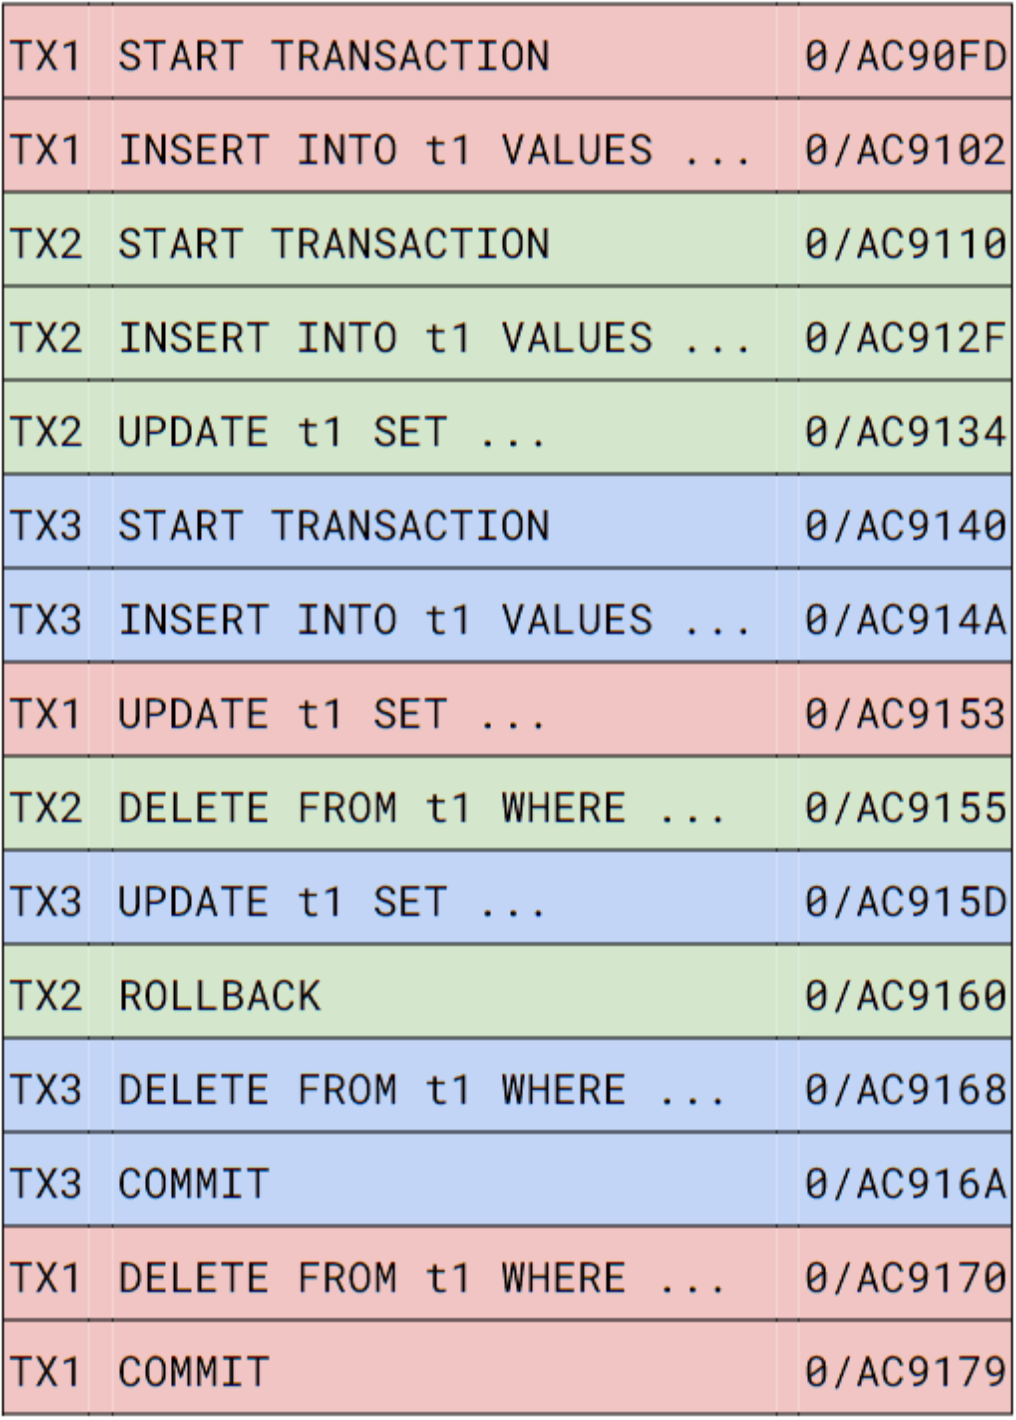 TX1 START TRANSACTION 0/AC90FD
TX1 INSERT INTO t1 VALUES ... 0/AC9102
TX2 START TRANSACTION 0/AC9110
TX2 INSERT INTO t1 VALUES ... 0/AC912F
TX2 UPDATE t1 SET ... 0/AC9134
TX3 START TRANSACTION 0/AC9140
TX3 INSERT INTO t1 VALUES ... 0/AC914A
TX1 UPDATE t1 SET ... 0/AC9153
TX2 DELETE FROM t1 WHERE ... 0/AC9155
TX3 UPDATE t1 SET ... 0/AC915D
TX2 ROLLBACK 0/AC9160
TX3 DELETE FROM t1 WHERE ... 0/AC9168
TX3 COMMIT 0/AC916A
TX1 DELETE FROM t1 WHERE ... 0/AC9170
TX1 COMMIT 0/AC9179